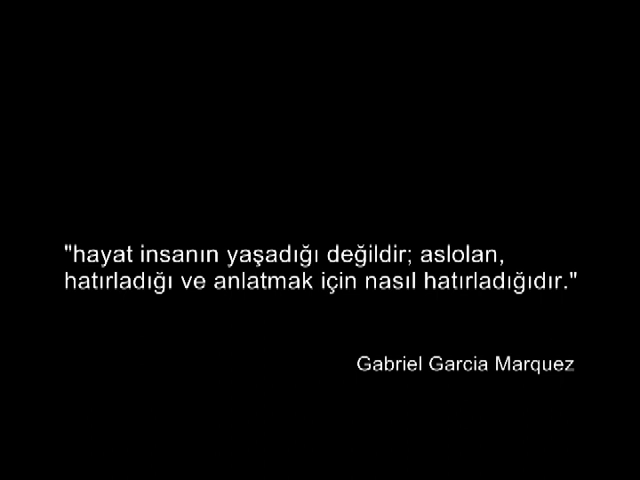 "hayat insanın yaşadığı değildir; aslolan,
hatırladığı ve anlatmak için nasıl hatırladığıdır."
Gabriel Garcia Marquez